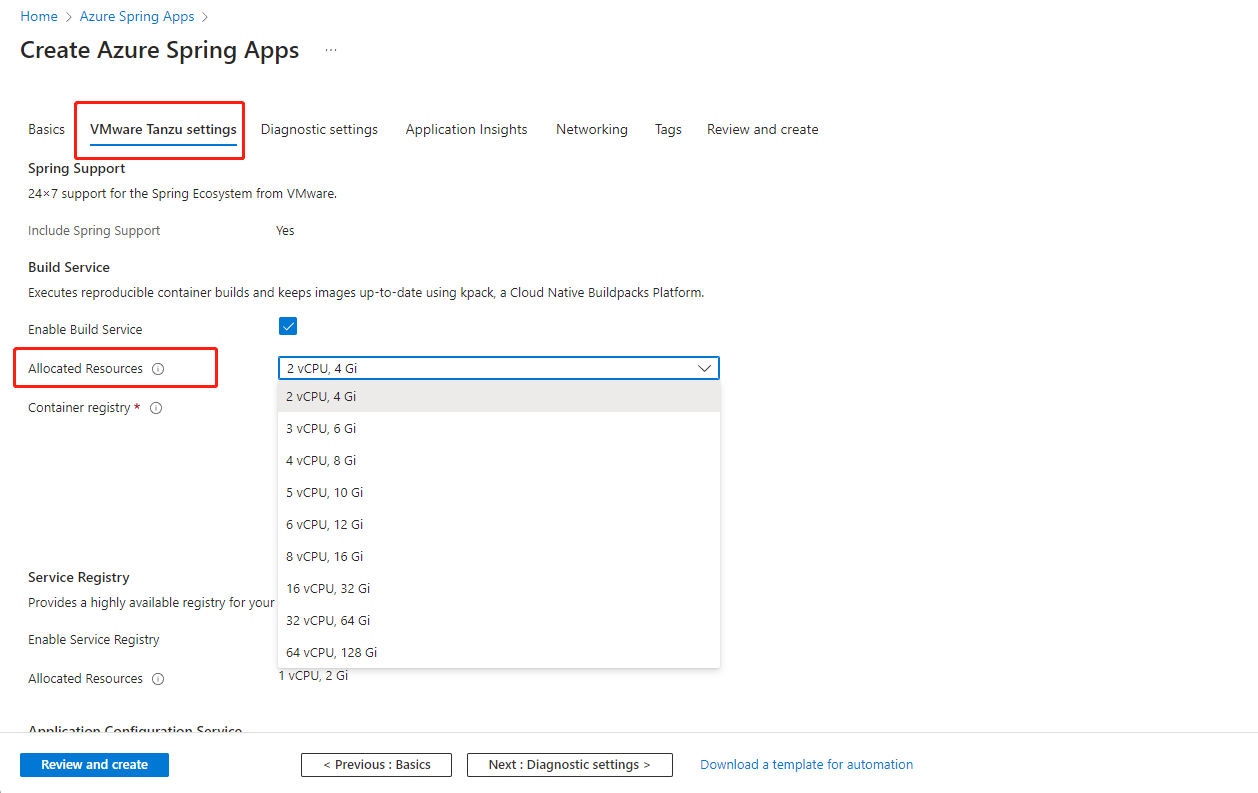 Home > Azure Spring Apps >
Create Azure Spring Apps ...
Basics VMware Tanzu settings Diagnostic settings Application Insights Networking Tags Review and create
Spring Support
24×7 support for the Spring Ecosystem from VMware.
Include Spring Support Yes
Build Service
Executes reproducible container builds and keeps images up-to-date using kpack, a Cloud Native Buildpacks Platform.
Enable Build Service
Allocated Resources 2 vCPU, 4 Gi
2 vCPU, 4 Gi
Container registry *
3 vCPU, 6 Gi
4 vCPU, 8 Gi
5 vCPU, 10 Gi
6 vCPU, 12 Gi
8 vCPU, 16 Gi
16 vCPU, 32 Gi
32 vCPU, 64 Gi
64 vCPU, 128 Gi
Service Registry
Provides a highly available registry for your
Enable Service Registry
Allocated Resources 1 vCPU, 2 Gi
Application Configuration Service
Review and create < Previous : Basics Next : Diagnostic settings > Download a template for automation